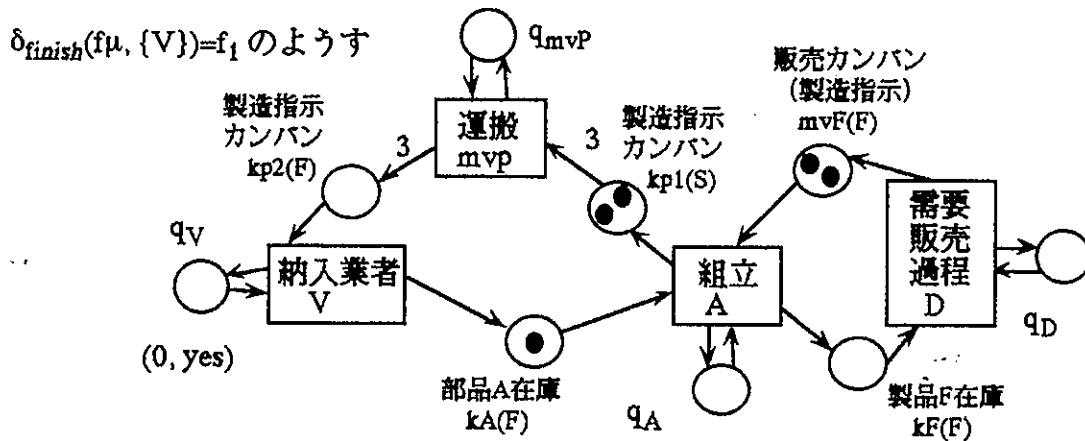 δfinish(fμ, {V})=f1 のようす
qmvp
運搬
mvp
製造指示
カンバン
kp2(F)
3
3
製造指示
カンバン
kp1(S)
販売カンバン
(製造指示)
mvF(F)
需要
販売
過程
D
qD
qV
納入業者
V
(0, yes)
組立
A
部品A在庫
kA(F)
qA
製品F在庫
kF(F)